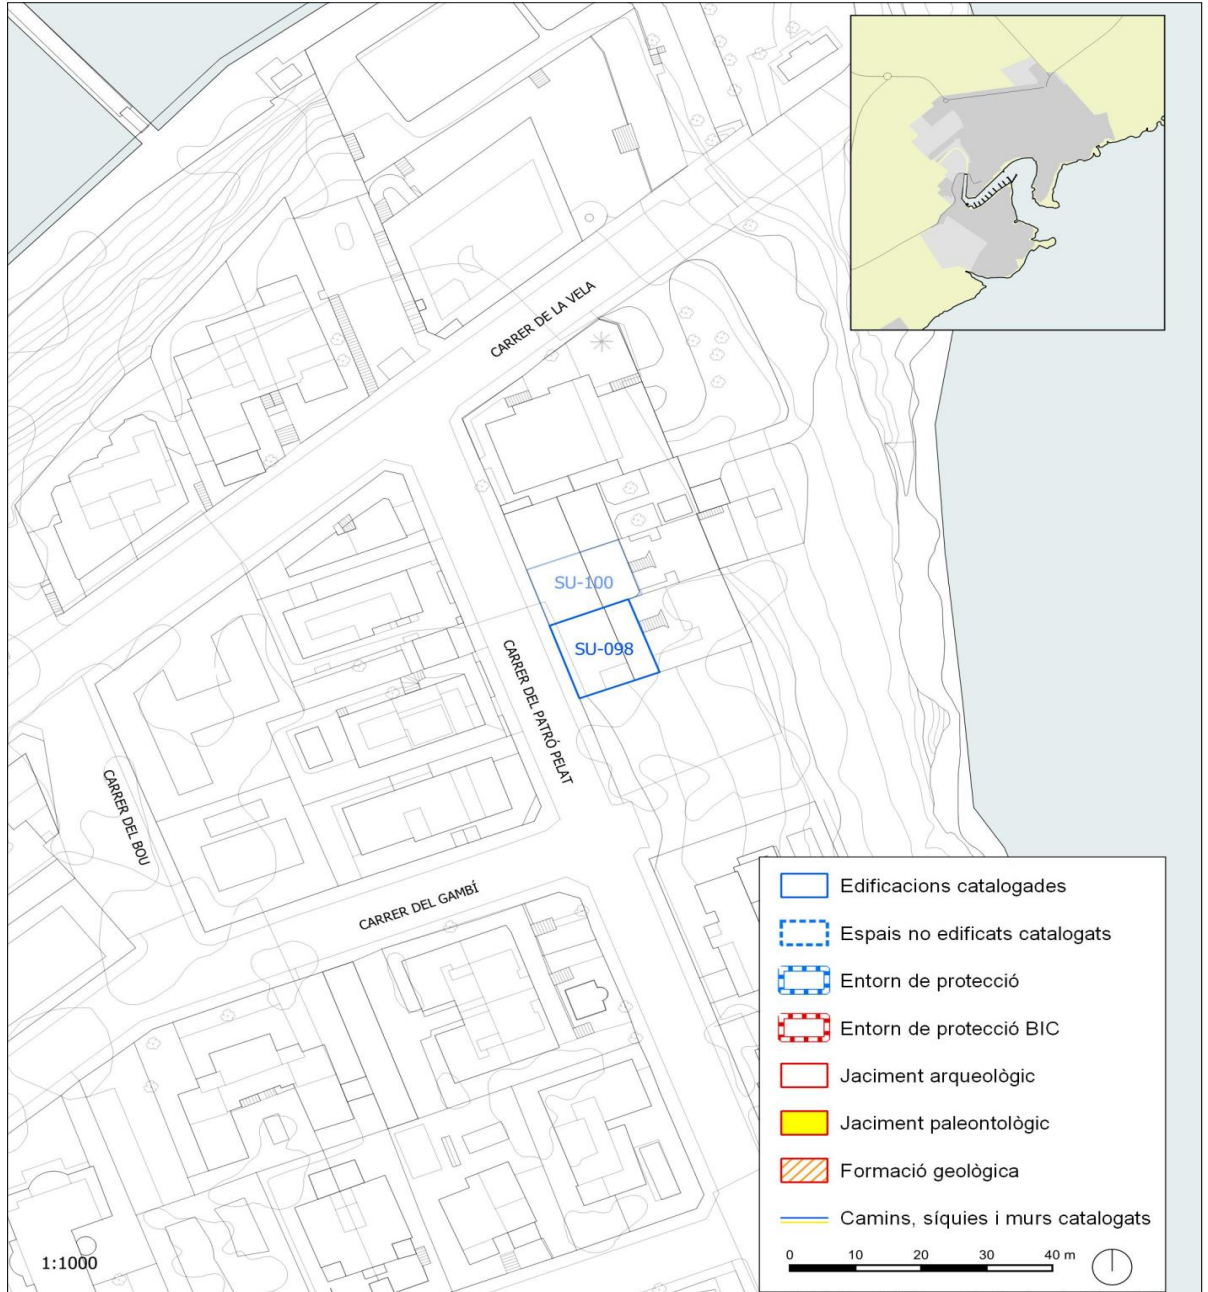 CARRER DE LA VELA
SU-100
SU-098
CARRER DEL PATRÓ PELAT
CARRER DEL BOU
CARRER DEL GAMBÍ
Edificacions catalogades
Espais no edificats catalogats
Entorn de protecció
Entorn de protecció BIC
Jaciment arqueològic
Jaciment paleontològic
Formació geològica
Camins, síquies i murs catalogats
1:1000
0 10 20 30 40 m